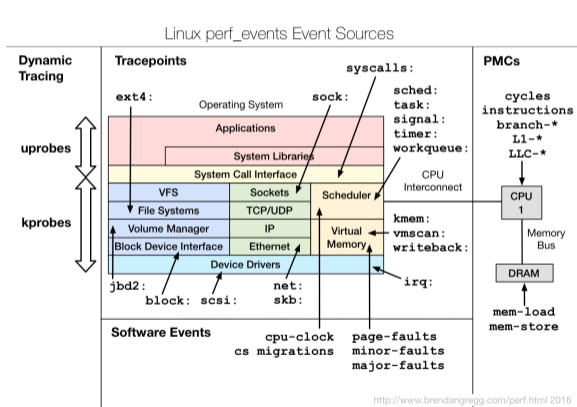 Linux perf_events Event Sources
Dynamic
Tracing
Tracepoints
PMCs
syscalls:
ext4:
Operating System
sock:
sched:
task:
signal:
timer:
workqueue:
cycles
instructions
branch-*
L1-*
LLC-*
uprobes
kprobes
Applications
System Libraries
System Call Interface
VFS
Sockets
Scheduler
File Systems
TCP/UDP
Volume Manager
IP
Virtual
Memory
Block Device Interface
Ethernet
Device Drivers
CPU
Interconnect
CPU
1
Memory
Bus
DRAM
kmem:
vmscan:
writeback:
irq:
jbd2:
block:
scsi:
net:
skb:
mem-load
mem-store
Software Events
cpu-clock
cs migrations
page-faults
minor-faults
major-faults
http://www.brendangregg.com/perf.html 2016